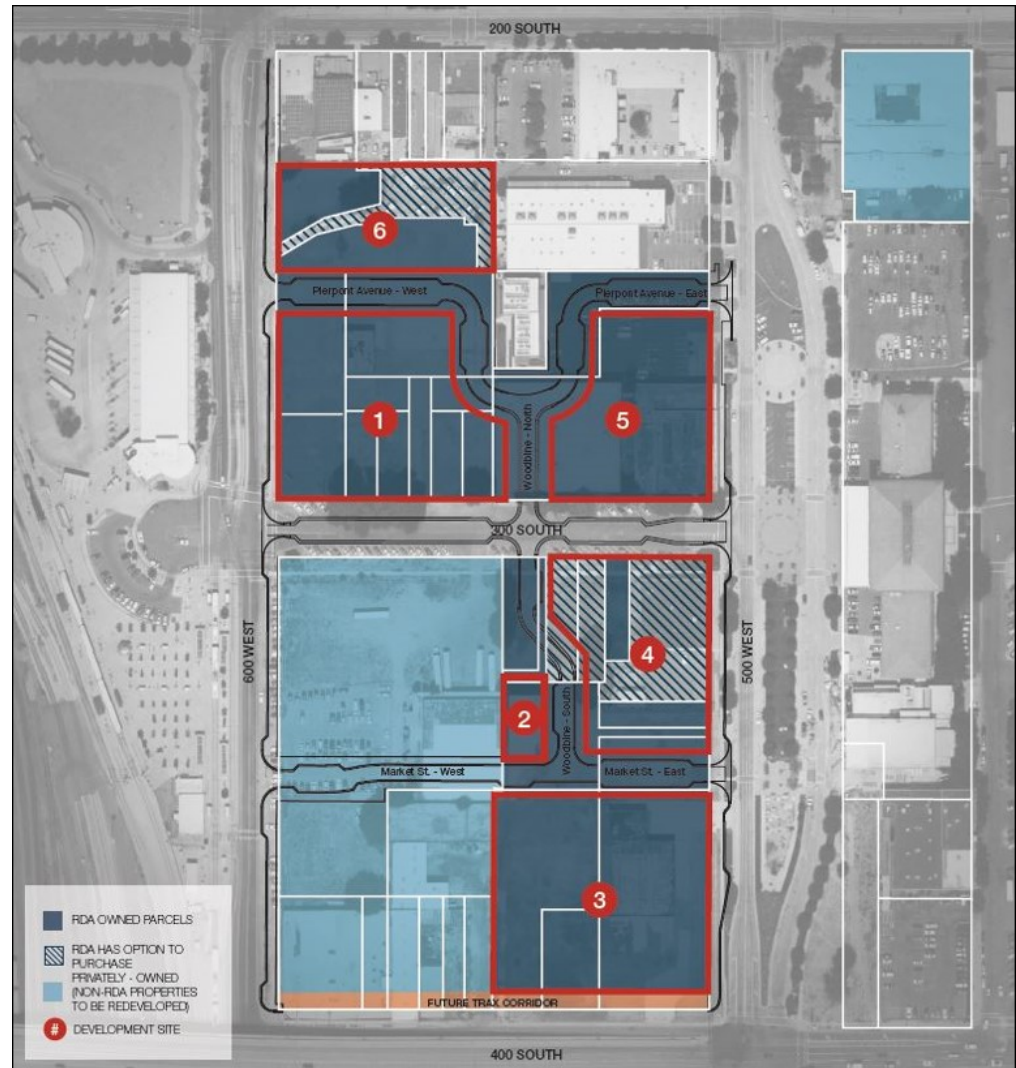 200 SOUTH
6
Pierpont Avenue - West
Pierpont Avenue - East
1
5
Woodbine - North
300 SOUTH
600 WEST
500 WEST
4
2
Woodbine - South
Market St. - West
Market St. - East
3
RDA OWNED PARCELS
RDA HAS OPTION TO
PURCHASE
PRIVATELY - OWNED
(NON-RDA PROPERTIES
TO BE REDEVELOPED)
# DEVELOPMENT SITE
FUTURE TRAX CORRIDOR
400 SOUTH